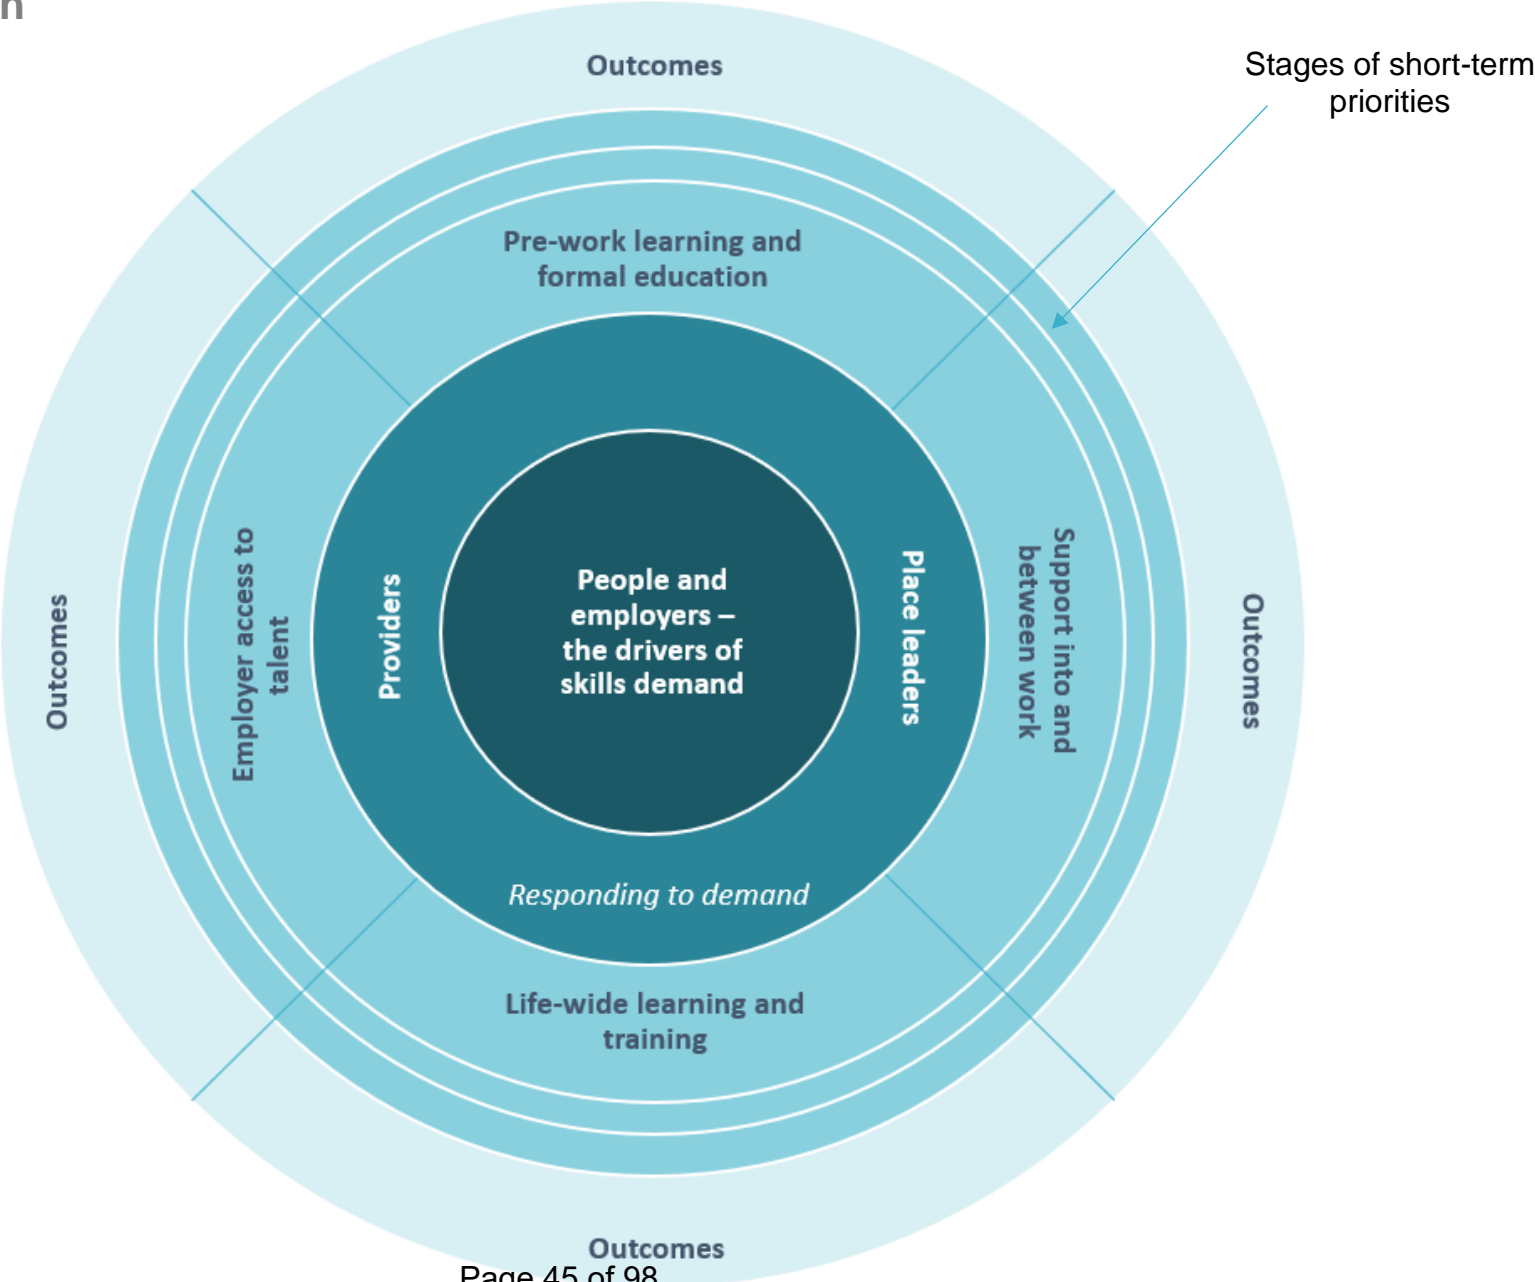 n
Outcomes
Stages of short-term
priorities
Pre-work learning and
formal education
Employer access to
talent
Outcomes
Providers
People and
employers –
the drivers of
skills demand
Place leaders
Support into and
between work
Outcomes
Responding to demand
Life-wide learning and
training
Outcomes
Page 45 of 98